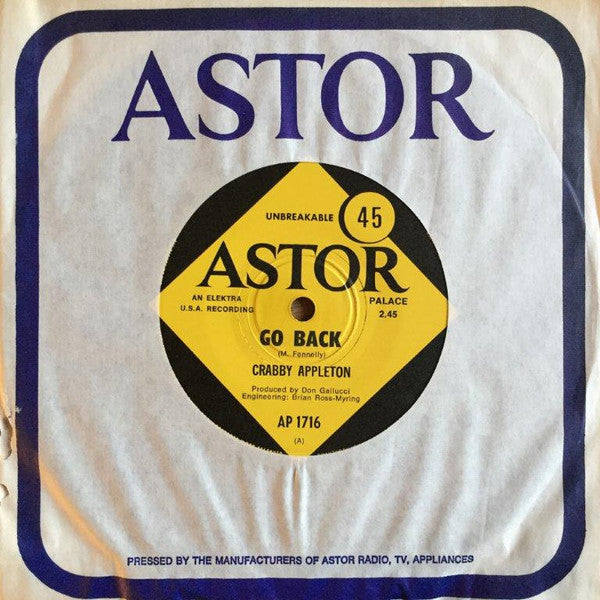 ASTOR
UNBREAKABLE 45
ASTOR
AN ELEKTRA
U.S.A. RECORDING
PALACE
2.45
GO BACK
(M. Fennelly)
CRABBY APPLETON
Produced by Don Gallucci
Engineering: Brian Ross-Myring
AP 1716
(A)
PRESSED BY THE MANUFACTURERS OF ASTOR RADIO, TV, APPLIANCES